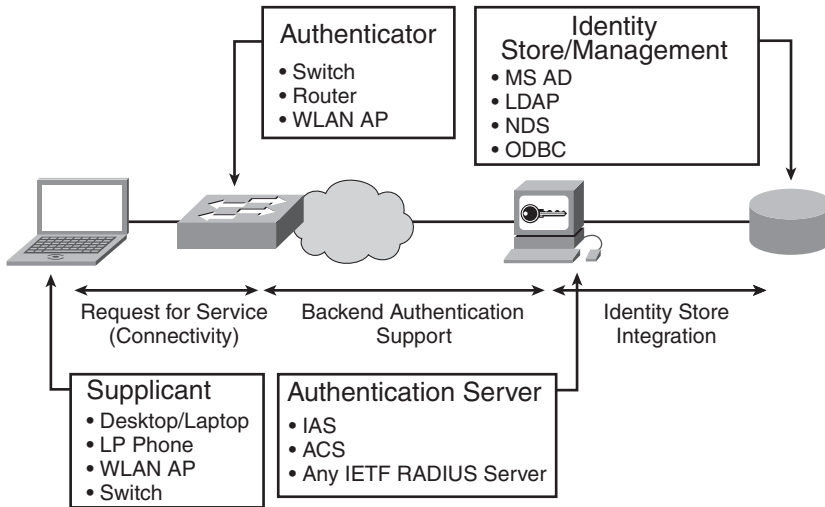 Authenticator
• Switch
• Router
• WLAN AP
Identity
Store/Management
• MS AD
• LDAP
• NDS
• ODBC
Request for Service
(Connectivity)
Backend Authentication
Support
Identity Store
Integration
Supplicant
• Desktop/Laptop
• LP Phone
• WLAN AP
• Switch
Authentication Server
• IAS
• ACS
• Any IETF RADIUS Server